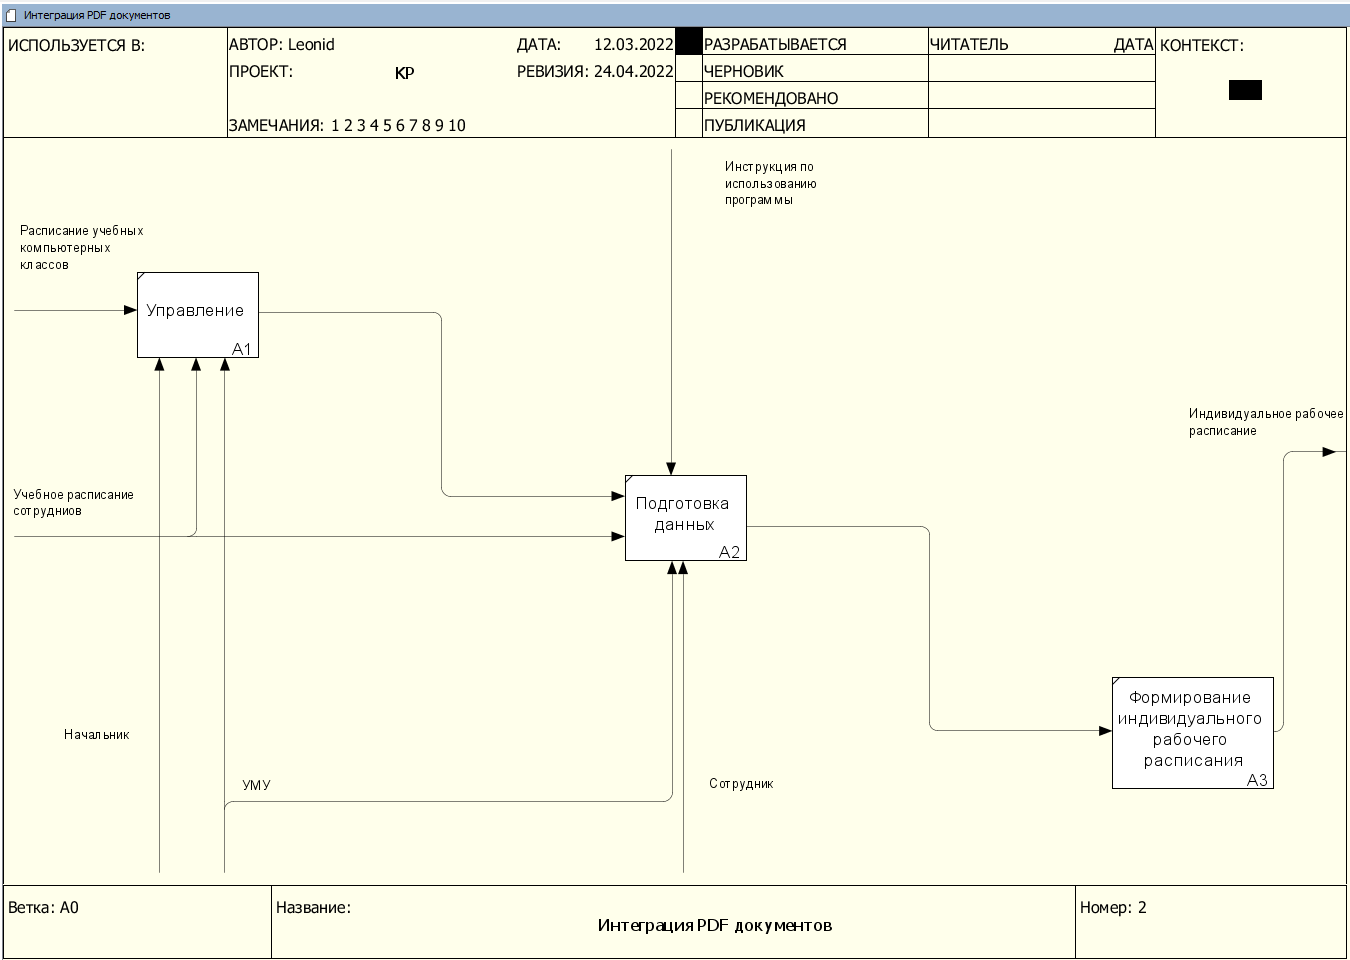 Интеграция PDF документов
ИСПОЛЬЗУЕТСЯ В:
АВТОР: Leonid
ДАТА: 12.03.2022
ПРОЕКТ: КР
РЕВИЗИЯ: 24.04.2022
ЗАМЕЧАНИЯ: 1 2 3 4 5 6 7 8 9 10
РАЗРАБАТЫВАЕТСЯ
ЧЕРНОВИК
РЕКОМЕНДОВАНО
ПУБЛИКАЦИЯ
ЧИТАТЕЛЬ ДАТА
КОНТЕКСТ:
Инструкция по
использованию
программы
Расписание учебных
компьютерных
классов
Управление
A1
Индивидуальное рабочее
расписание
Учебное расписание
сотрудниов
Подготовка
данных
A2
Формирование
индивидуального
рабочего
расписания
A3
Начальник
УМУ
Сотрудник
Ветка: A0
Название:
Интеграция PDF документов
Номер: 2